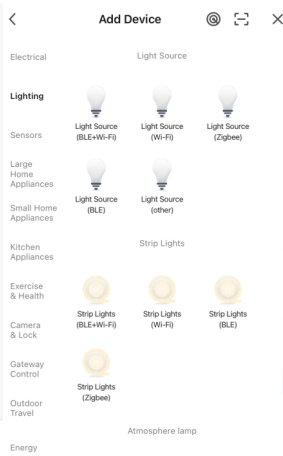 Add Device
Electrical
Lighting
Sensors
Large
Home
Appliances
Small Home
Appliances
Kitchen
Appliances
Exercise
& Health
Camera
& Lock
Gateway
Control
Outdoor
Travel
Energy
Light Source
Light Source
(BLE+Wi-Fi)
Light Source
(Wi-Fi)
Light Source
(Zigbee)
Light Source
(BLE)
Light Source
(other)
Strip Lights
Strip Lights
(BLE+Wi-Fi)
Strip Lights
(Wi-Fi)
Strip Lights
(BLE)
Strip Lights
(Zigbee)
Atmosphere lamp